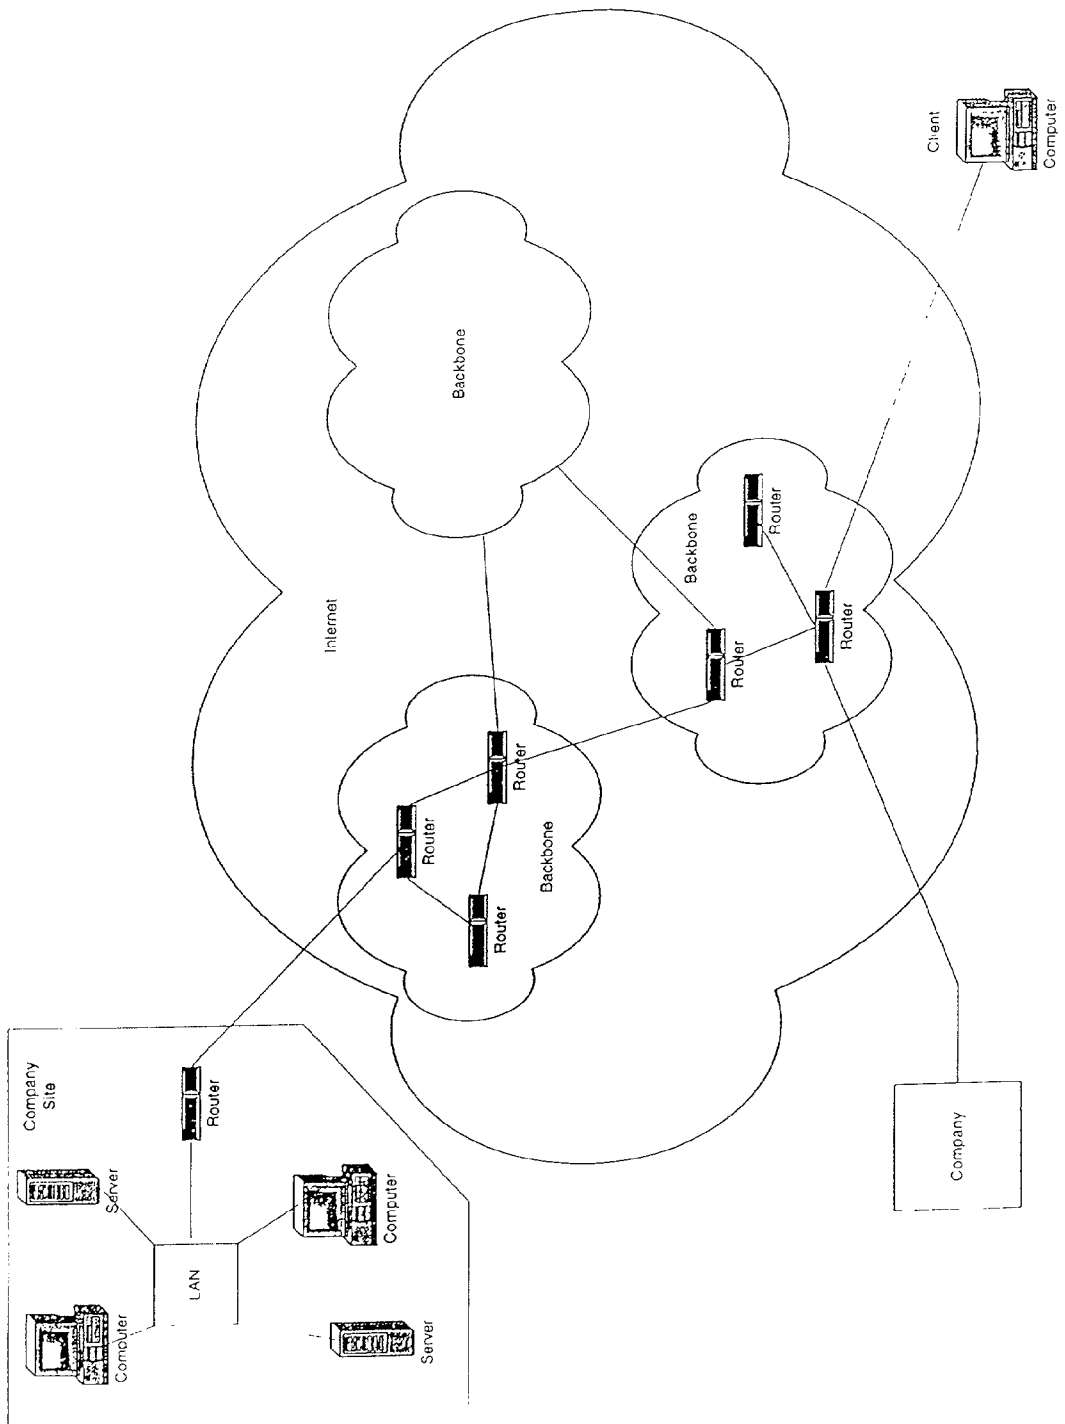 Company
Site
Server
Computer
LAN
Router
Computer
Server
Internet
Router
Router
Router
Backbone
Backbone
Backbone
Router
Router
Router
Company
Client
Computer